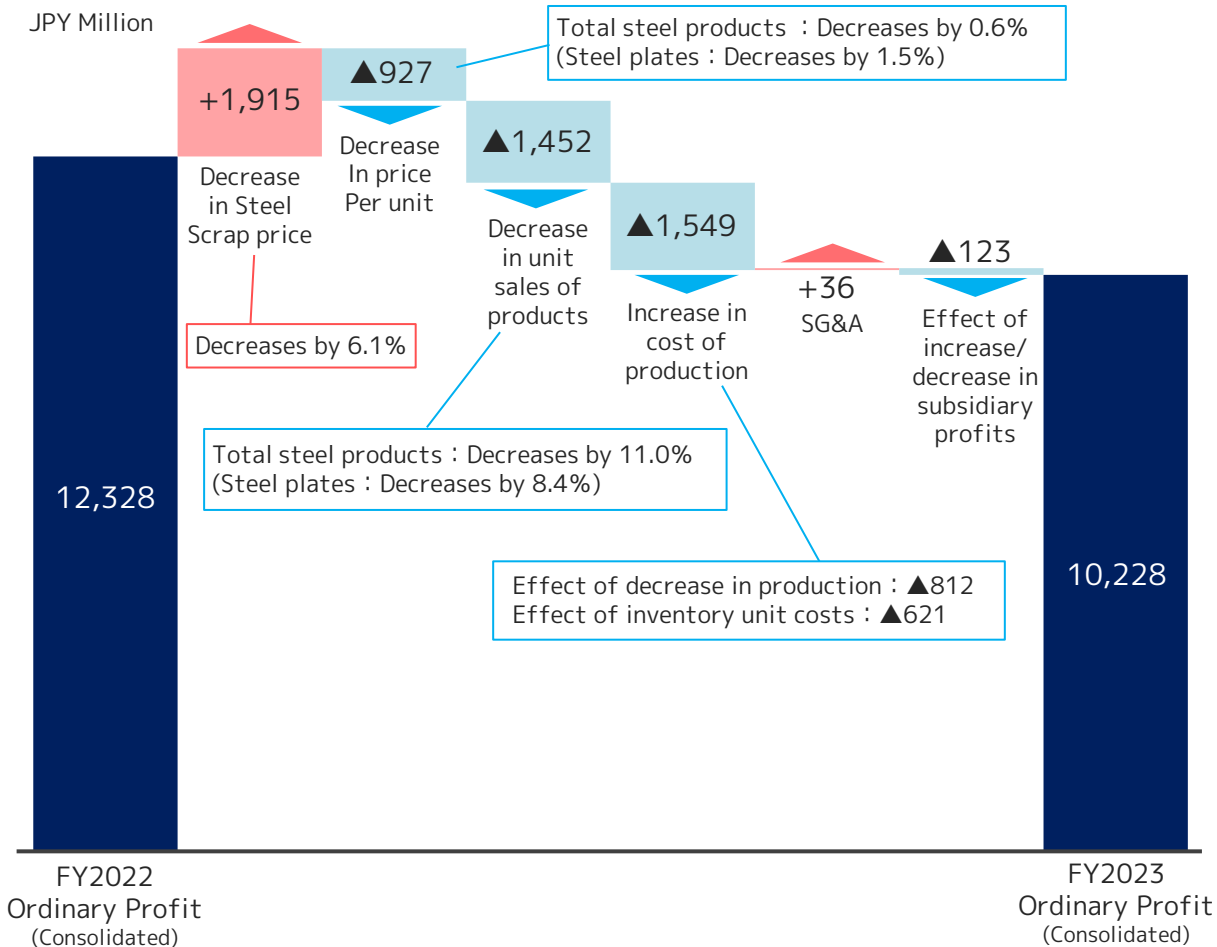 JPY Million
+1,915
Decrease
in Steel
Scrap price
Decreases by 6.1%
▲927
Decrease
In price
Per unit
Total steel products ：Decreases by 0.6%
(Steel plates：Decreases by 1.5%)
▲1,452
Decrease
in unit
sales of
products
Total steel products：Decreases by 11.0%
(Steel plates：Decreases by 8.4%)
▲1,549
Increase in
cost of
production
Effect of decrease in production：▲812
Effect of inventory unit costs：▲621
+36
SG&A
▲123
Effect of
increase/
decrease in
subsidiary
profits
12,328
10,228
FY2022
Ordinary Profit
(Consolidated)
FY2023
Ordinary Profit
(Consolidated)